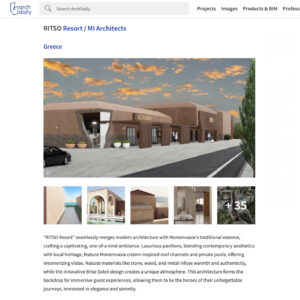 arch
daily
Search ArchDaily
Projects Images Products & BIM Profess
RITSO Resort / MI Architects
Greece
+ 35
"RITSO Resort" seamlessly merges modern architecture with Monemvasia's traditional essence,
crafting a captivating, one-of-a-kind ambiance. Luxurious pavilions, blending contemporary aesthetics
with local heritage, feature Monemvasia cistern-inspired roof channels and private pools, offering
mesmerizing vistas. Natural materials like stone, wood, and metal infuse warmth and authenticity,
while the innovative Brise Soleil design creates a unique atmosphere. This architecture forms the
backdrop for immersive guest experiences, allowing them to be the heroes of their unforgettable
journeys, immersed in elegance and serenity.